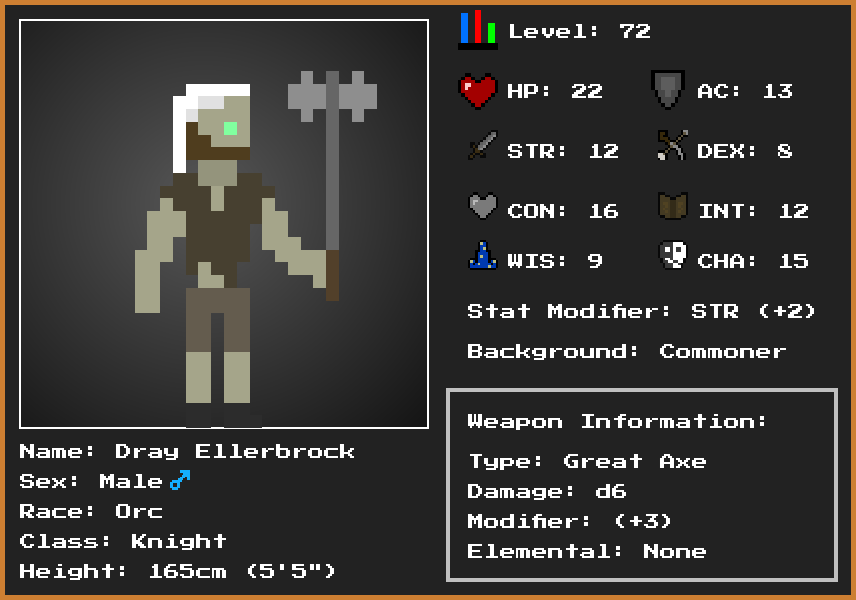 Level: 72
HP: 22
AC: 13
STR: 12
DEX: 8
CON: 16
INT: 12
WIS: 9
CHA: 15
Stat Modifier: STR (+2)
Background: Commoner
Weapon Information:
Type: Great Axe
Damage: d6
Modifier: (+3)
Elemental: None
Name: Dray Ellerbrock
Sex: Male ♂
Race: Orc
Class: Knight
Height: 165cm (5'5")